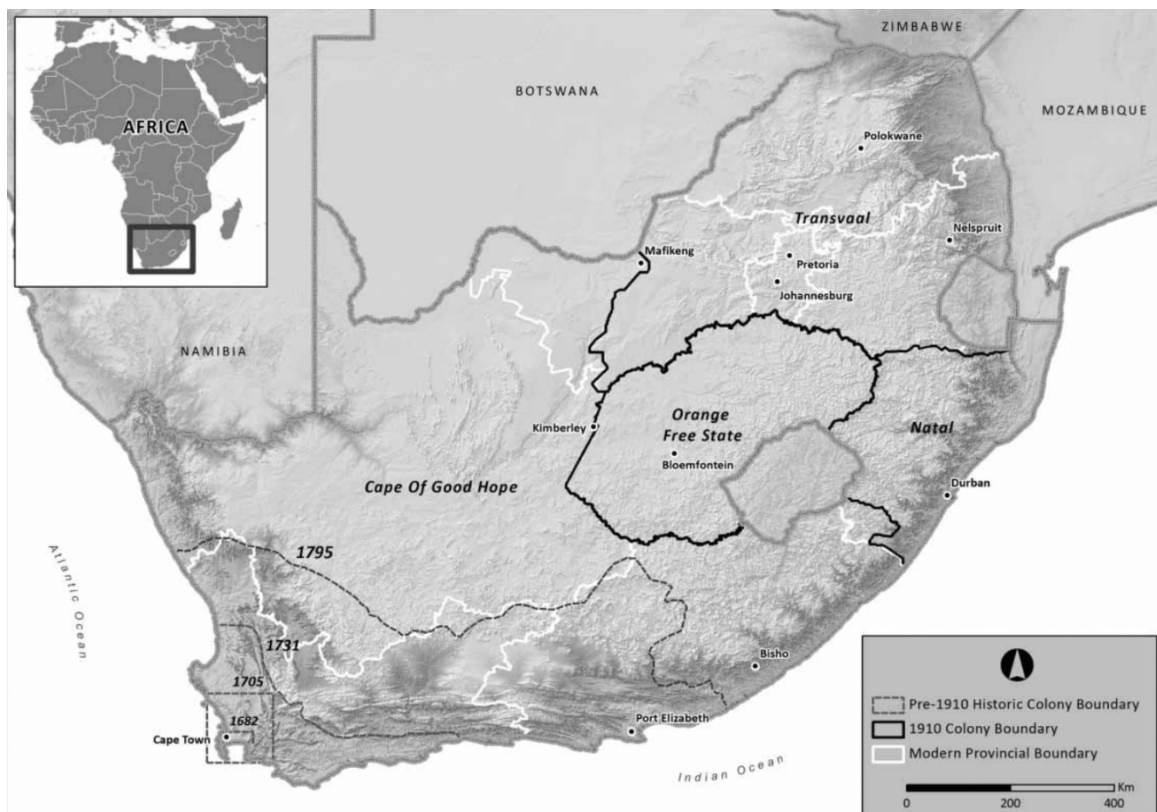 ZIMBABWE
BOTSWANA
MOZAMBIQUE
AFRICA
Polokwane
Transvaal
Nelspruit
Mafikeng
Pretoria
Johannesburg
NAMIBIA
Orange
Free State
Natal
Kimberley
Bloemfontein
Cape Of Good Hope
Durban
Atlantic Ocean
1795
1731
Bisho
1705
1682
Cape Town
Port Elizabeth
Indian Ocean
Pre-1910 Historic Colony Boundary
1910 Colony Boundary
Modern Provincial Boundary
Km
0 200 400